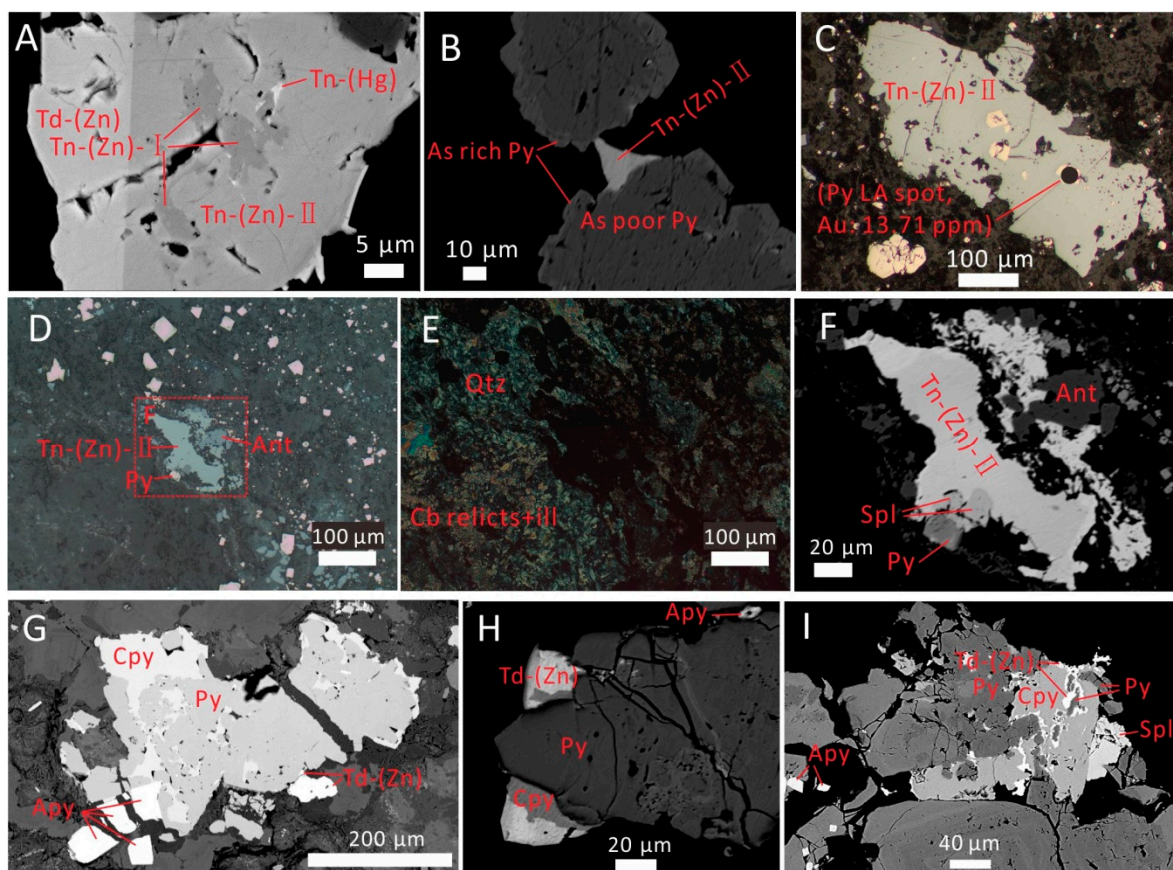 A
Tn-(Hg)
Td-(Zn)
Tn-(Zn)-Ⅰ
Tn-(Zn)-Ⅱ
5 μm
B
Tn-(Zn)-Ⅱ
As rich Py
As poor Py
10 μm
C
Tn-(Zn)-Ⅱ
(Py LA spot,
Au: 13.71 ppm)
100 μm
D
F
Tn-(Zn)-Ⅱ
Ant
Py
100 μm
E
Qtz
Cb relicts+ill
100 μm
F
Ant
Tn-(Zn)-Ⅱ
Spl
Py
20 μm
G
Cpy
Py
Td-(Zn)
Apy
200 μm
H
Apy
Td-(Zn)
Py
Cpy
20 μm
I
Td-(Zn)
Py
Cpy
Py
Spl
Apy
40 μm